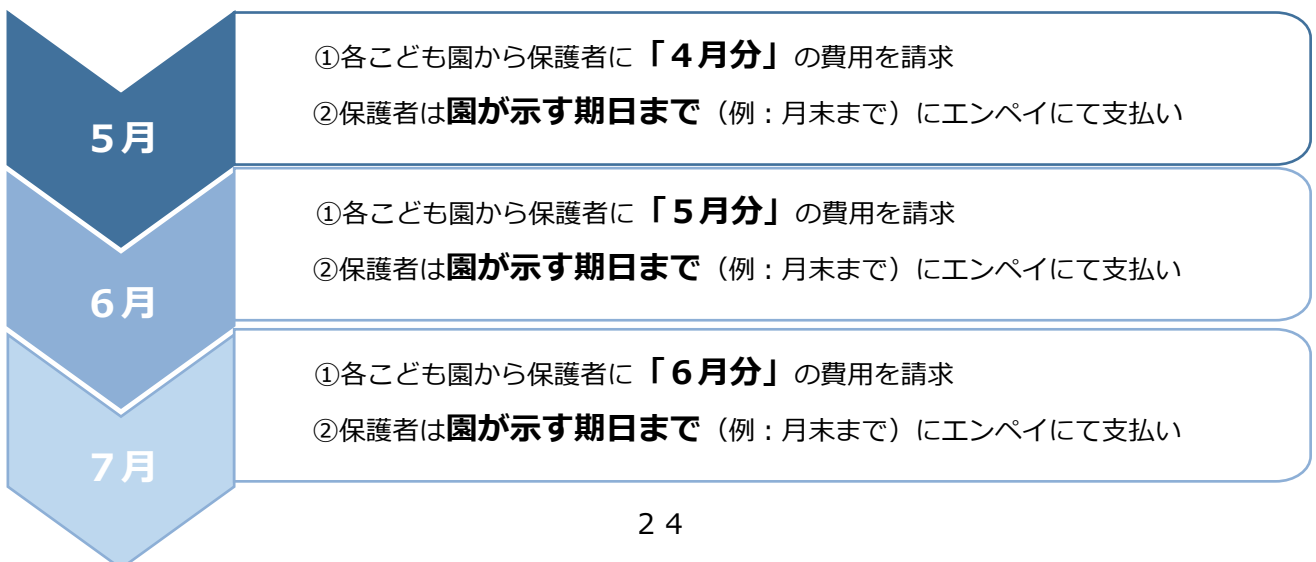 ５月
①各こども園から保護者に「４月分」の費用を請求
②保護者は園が示す期日まで（例：月末まで）にエンペイにて支払い
６月
①各こども園から保護者に「５月分」の費用を請求
②保護者は園が示す期日まで（例：月末まで）にエンペイにて支払い
７月
①各こども園から保護者に「６月分」の費用を請求
②保護者は園が示す期日まで（例：月末まで）にエンペイにて支払い
２４